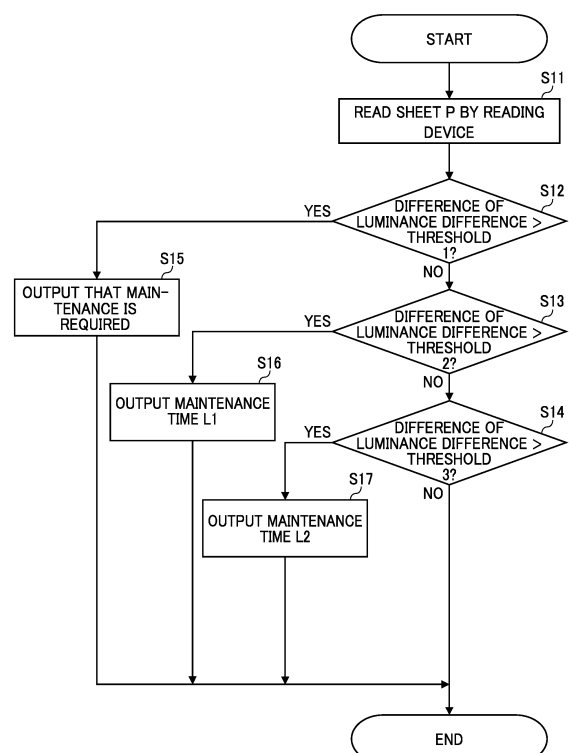 START
S11
READ SHEET P BY READING
DEVICE
S12
DIFFERENCE OF
LUMINANCE DIFFERENCE >
THRESHOLD
1?
YES
NO
S15
OUTPUT THAT MAIN-
TENANCE IS
REQUIRED
S13
DIFFERENCE OF
LUMINANCE DIFFERENCE >
THRESHOLD
2?
YES
NO
S16
OUTPUT MAINTENANCE
TIME L1
S14
DIFFERENCE OF
LUMINANCE DIFFERENCE >
THRESHOLD
3?
YES
NO
S17
OUTPUT MAINTENANCE
TIME L2
END